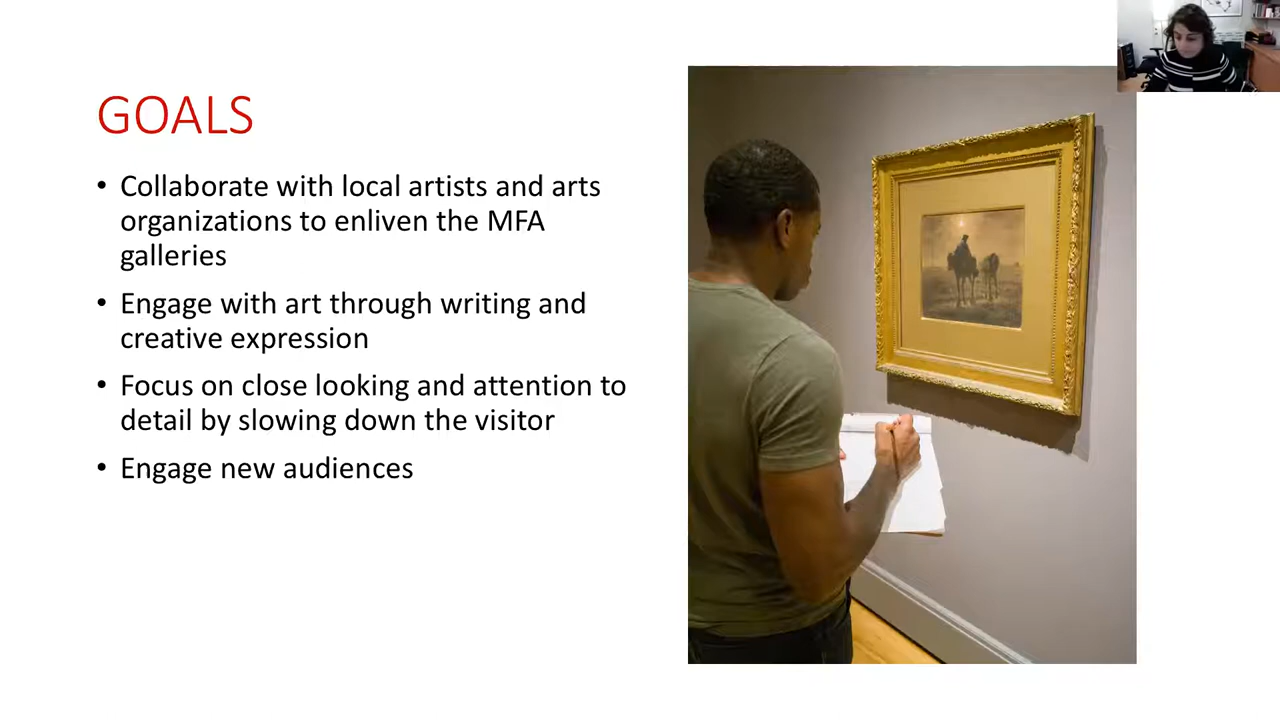 GOALS
• Collaborate with local artists and arts
organizations to enliven the MFA
galleries
• Engage with art through writing and
creative expression
• Focus on close looking and attention to
detail by slowing down the visitor
• Engage new audiences